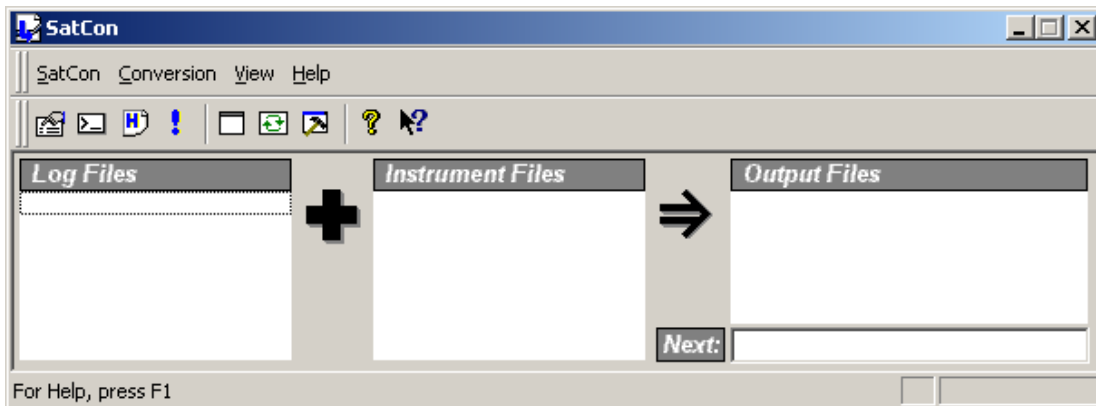 SatCon
SatCon Conversion View Help
Log Files
Instrument Files
Output Files
Next:
For Help, press F1